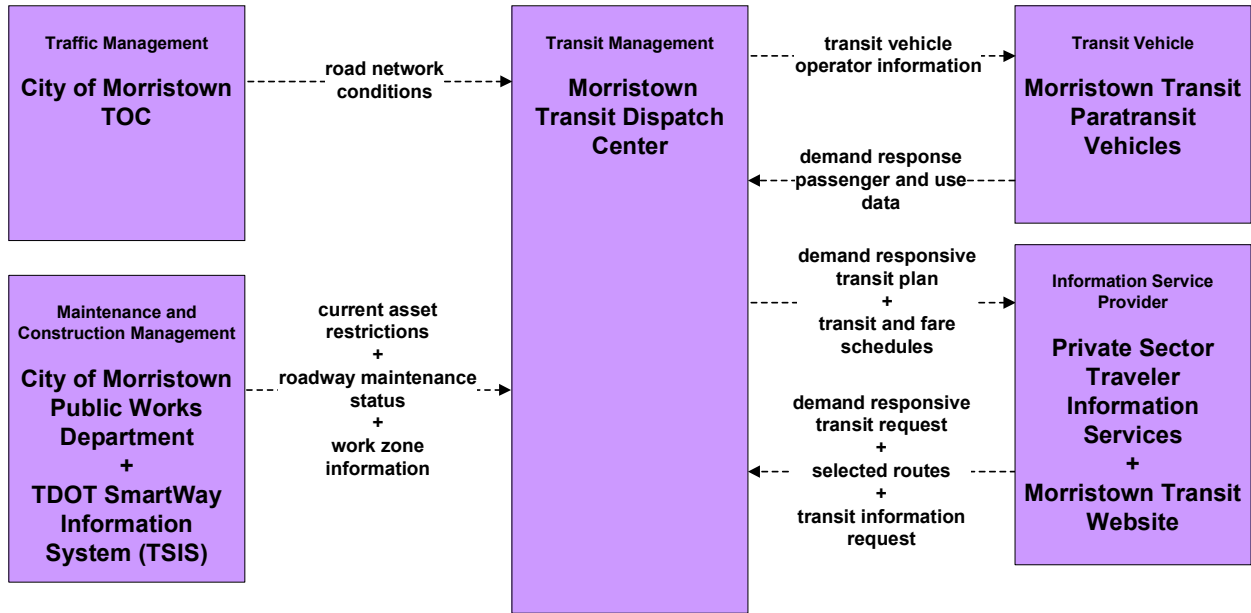 Traffic Management
City of Morristown
TOC
road network
conditions
Transit Management
Morristown
Transit Dispatch
Center
transit vehicle
operator information
Transit Vehicle
Morristown Transit
Paratransit
Vehicles
demand response
passenger and use
data
Maintenance and
Construction Management
City of Morristown
Public Works
Department
+
TDOT SmartWay
Information
System (TSIS)
current asset
restrictions
+
roadway maintenance
status
+
work zone
information
demand responsive
transit plan
+
transit and fare
schedules
demand responsive
transit request
+
selected routes
+
transit information
request
Information Service
Provider
Private Sector
Traveler
Information
Services
+
Morristown Transit
Website